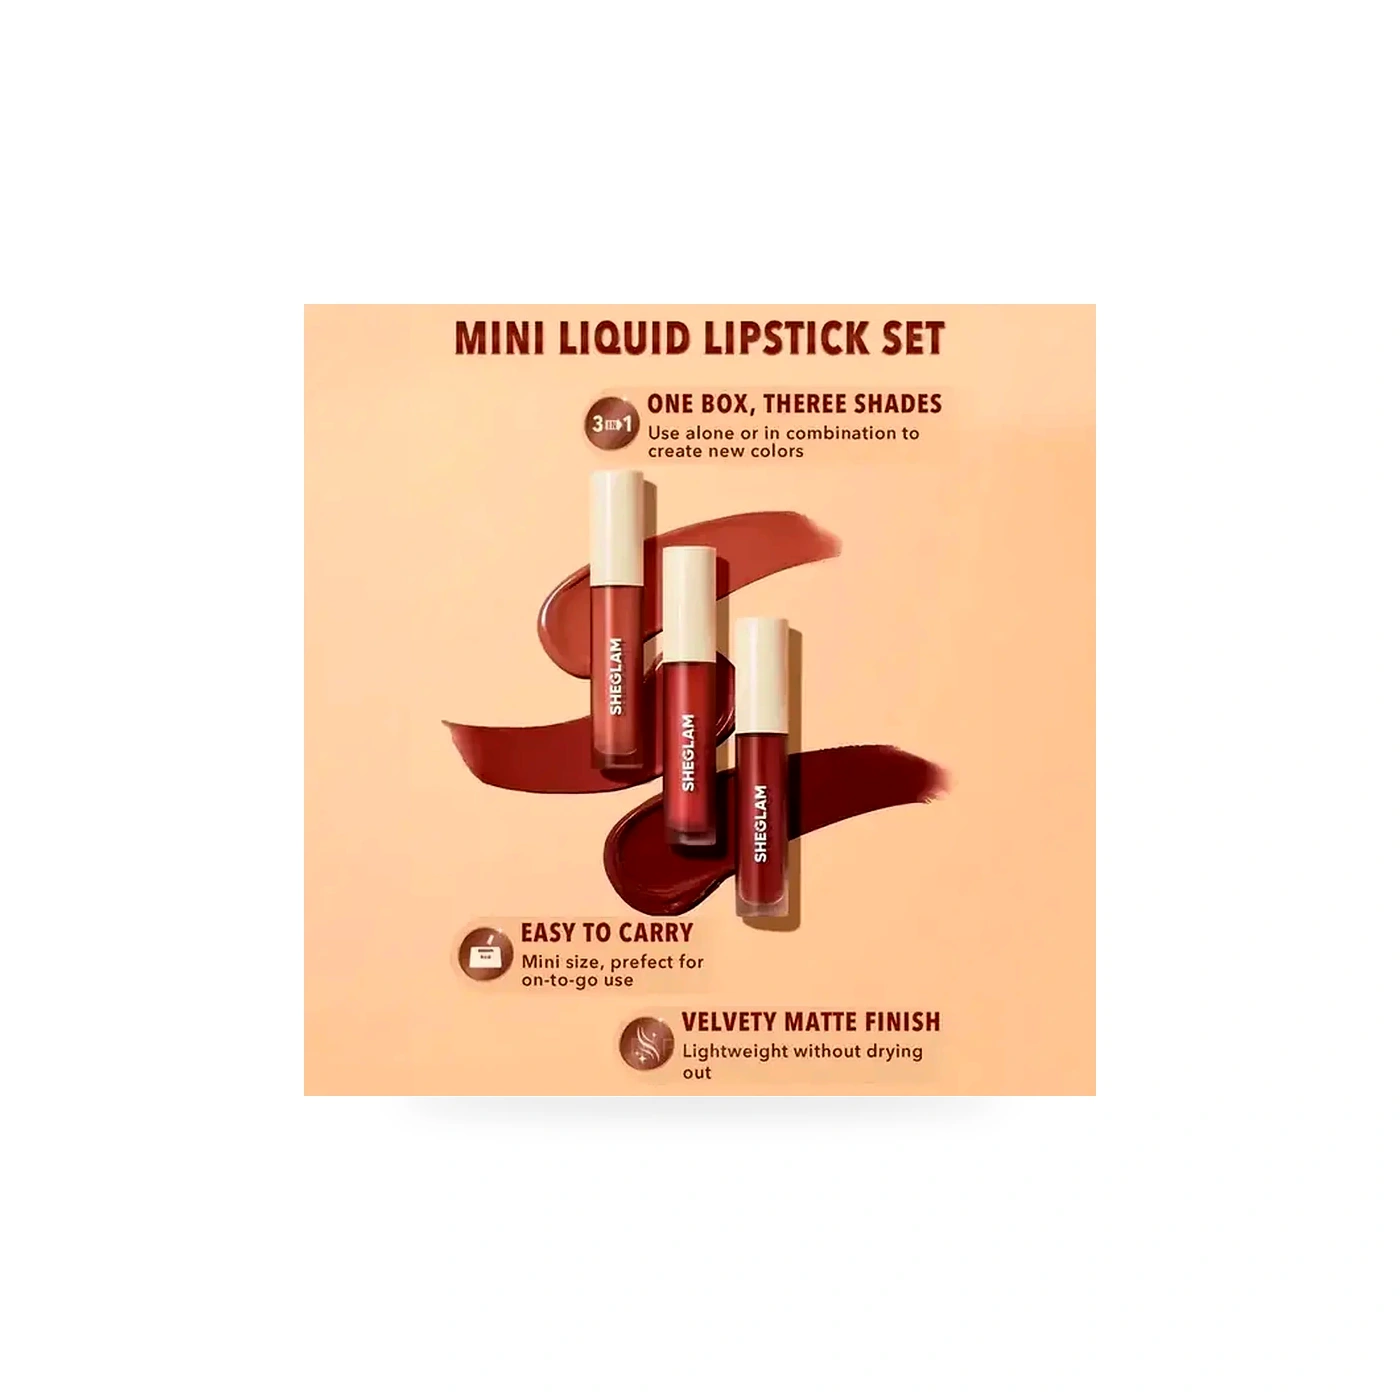 MINI LIQUID LIPSTICK SET
3 IN 1
ONE BOX, THEREE SHADES
Use alone or in combination to
create new colors
SHEGLAM
SHEGLAM
SHEGLAM
EASY TO CARRY
Mini size, prefect for
on-to-go use
VELVETY MATTE FINISH
Lightweight without drying
out